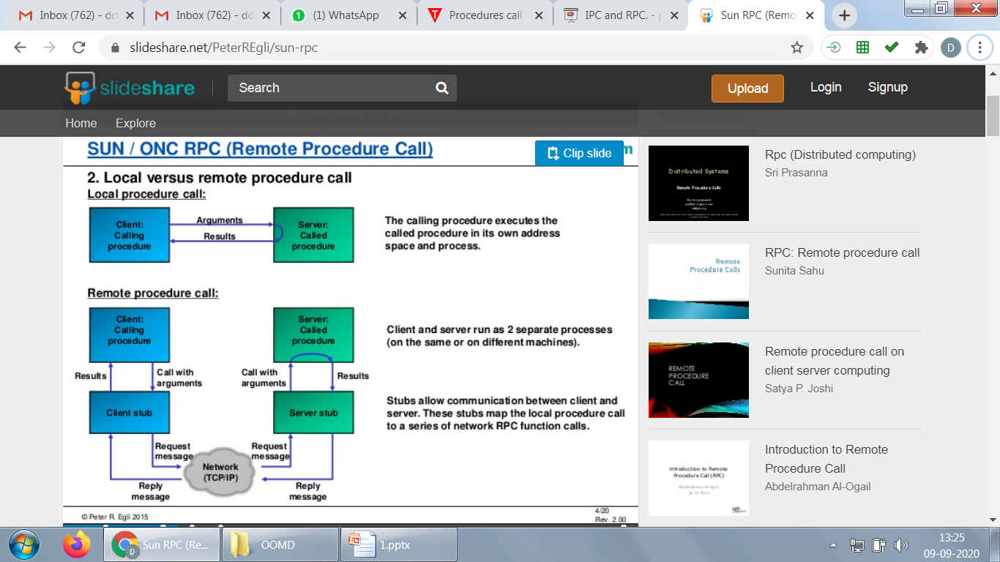 Inbox (762) - dd
Inbox (762) - dd
(1) WhatsApp
Procedures call
IPC and RPC. - p
Sun RPC (Remo
slideshare.net/PeterREgli/sun-rpc
D
slideshare
Search
Upload
Login
Signup
Home
Explore
SUN / ONC RPC (Remote Procedure Call)
Clip slide
m
2. Local versus remote procedure call
Local procedure call:
Client:
Calling
procedure
Arguments
Results
Server:
Called
procedure
The calling procedure executes the
called procedure in its own address
space and process.
Remote procedure call:
Client:
Calling
procedure
Server:
Called
procedure
Client and server run as 2 separate processes
(on the same or on different machines).
Results
Call with
arguments
Call with
arguments
Results
Client stub
Server stub
Stubs allow communication between client and
server. These stubs map the local procedure call
to a series of network RPC function calls.
Request
message
Request
message
Network
(TCP/IP)
Reply
message
Reply
message
© Peter R. Egli 2015
4/20
Rev. 2.00
Distributed Systems
Remote Procedure Calls
Rpc (Distributed computing)
Sri Prasanna
Remote
Procedure Calls
RPC: Remote procedure call
Sunita Sahu
REMOTE
PROCEDURE
CALL
Remote procedure call on
client server computing
Satya P. Joshi
Introduction to Remote
Procedure Call (RPC)
Abdelrahman Al-Ogail
Introduction to Remote
Procedure Call
Abdelrahman Al-Ogail
D
Sun RPC (Re...
OOMD
1.pptx
13:25
09-09-2020